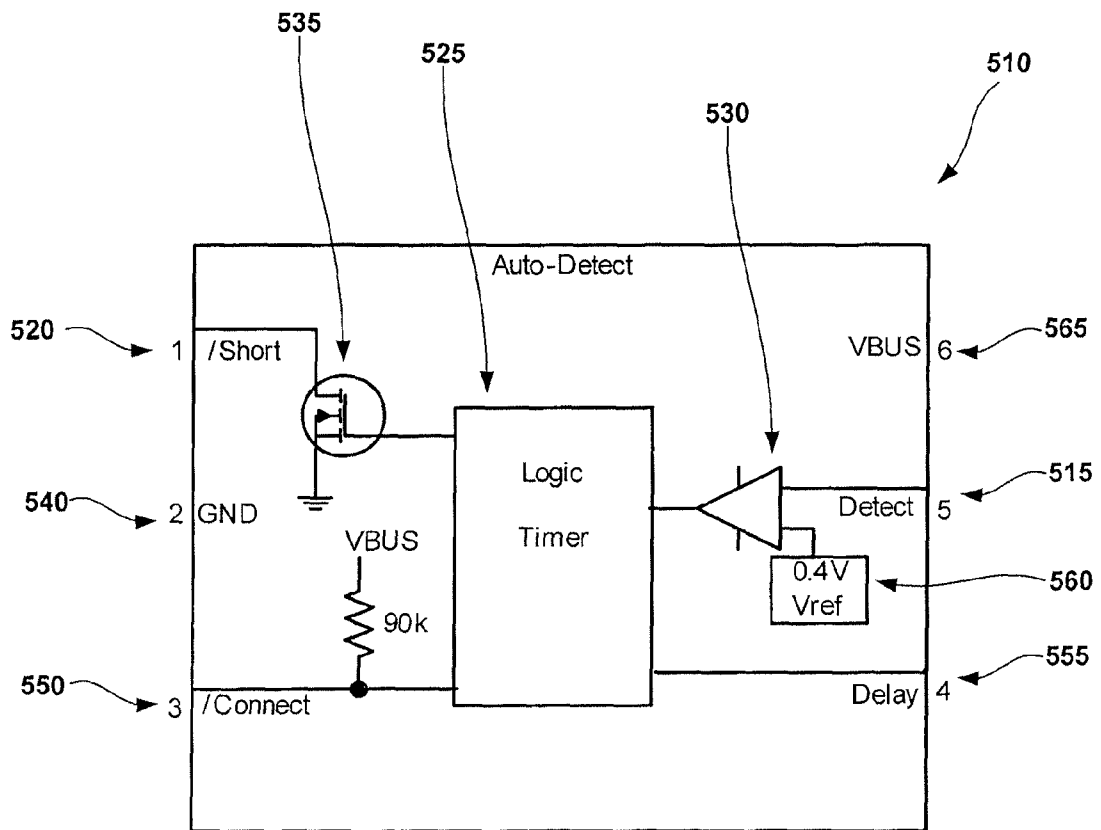 535
525
510
530
Auto-Detect
520
1 /Short
VBUS 6
565
Logic
Timer
540
2 GND
Detect 5
515
VBUS
0.4V
Vref
560
90k
550
3 /Connect
Delay 4
555